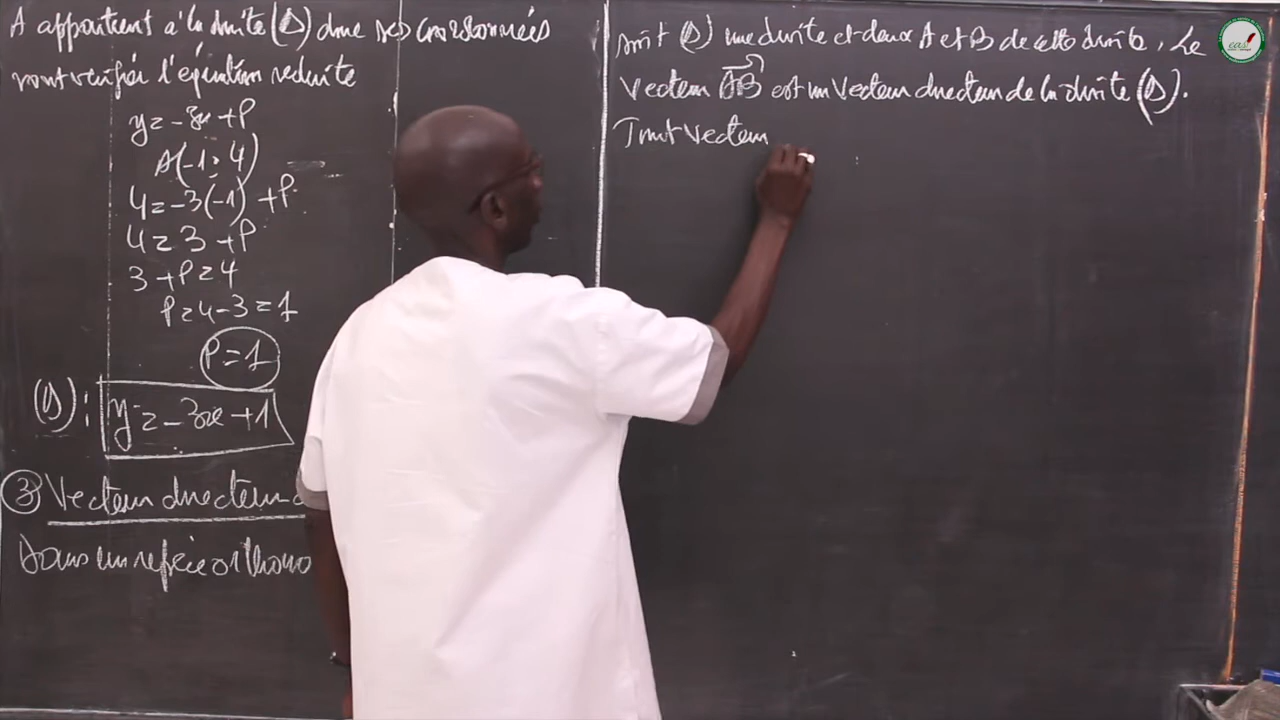 A appartient à la droite (D) donc ses coordonnées
vont vérifier l'équation réduite
y = -3x + P
A(-1; 4)
4 = -3(-1) + P
4 = 3 + P
3 + P = 4
P = 4 - 3 = 1
P = 1
(D): y = -3x + 1
③ Vecteur directeur d
Dans un repère orthono
soit (D) une droite et deux A et B de cette droite, Le
vecteur AB est un vecteur directeur de la droite (D).
Tout vecteur